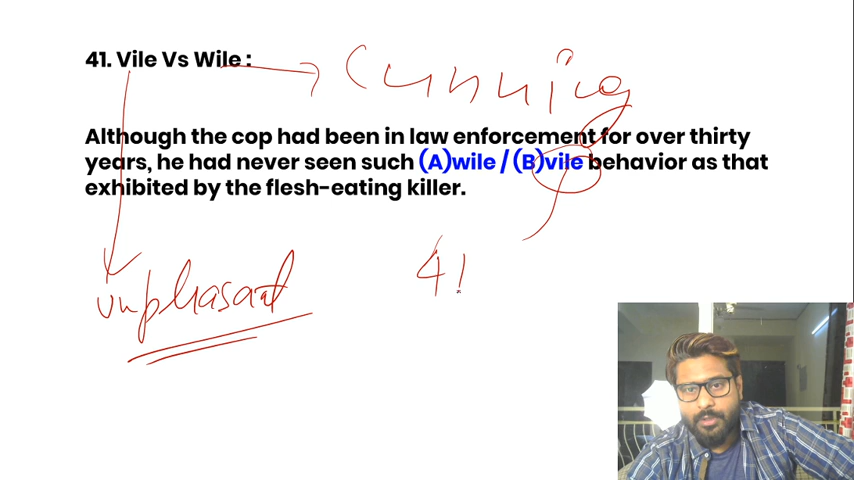 41. Vile Vs Wile :
Cunning
Although the cop had been in law enforcement for over thirty
years, he had never seen such (A)wile / (B)vile behavior as that
exhibited by the flesh-eating killer.
unphasant
41